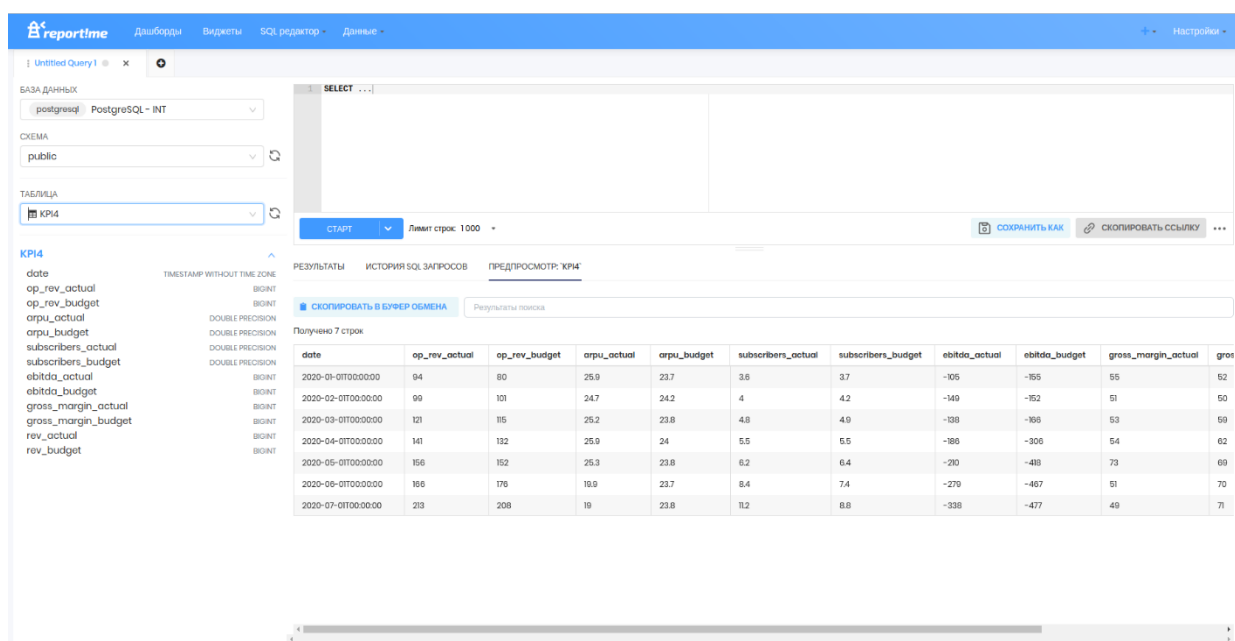 report!me Дашборды Виджеты SQL редактор Данные + Настройки
Untitled Query 1 x
БАЗА ДАННЫХ
postgresql PostgreSQL - INT
СХЕМА
public
ТАБЛИЦА
KPI4
1 SELECT ...
СТАРТ Лимит строк: 1000 СОХРАНИТЬ КАК СКОПИРОВАТЬ ССЫЛКУ ...
KPI4
date TIMESTAMP WITHOUT TIME ZONE
op_rev_actual BIGINT
op_rev_budget BIGINT
arpu_actual DOUBLE PRECISION
arpu_budget DOUBLE PRECISION
subscribers_actual DOUBLE PRECISION
subscribers_budget DOUBLE PRECISION
ebitda_actual BIGINT
ebitda_budget BIGINT
gross_margin_actual BIGINT
gross_margin_budget BIGINT
rev_actual BIGINT
rev_budget BIGINT
РЕЗУЛЬТАТЫ ИСТОРИЯ SQL ЗАПРОСОВ ПРЕДПРОСМОТР: `KPI4`
СКОПИРОВАТЬ В БУФЕР ОБМЕНА Результаты поиска
Получено 7 строк
date op_rev_actual op_rev_budget arpu_actual arpu_budget subscribers_actual subscribers_budget ebitda_actual ebitda_budget gross_margin_actual gros
2020-01-01T00:00:00 94 80 25.9 23.7 3.6 3.7 -105 -155 55 52
2020-02-01T00:00:00 99 101 24.7 24.2 4 4.2 -149 -152 51 50
2020-03-01T00:00:00 121 115 25.2 23.8 4.8 4.9 -138 -166 53 59
2020-04-01T00:00:00 141 132 25.9 24 5.5 5.5 -186 -306 54 62
2020-05-01T00:00:00 156 152 25.3 23.8 6.2 6.4 -210 -418 73 69
2020-06-01T00:00:00 166 176 19.9 23.7 8.4 7.4 -279 -467 51 70
2020-07-01T00:00:00 213 208 19 23.8 11.2 8.8 -338 -477 49 71